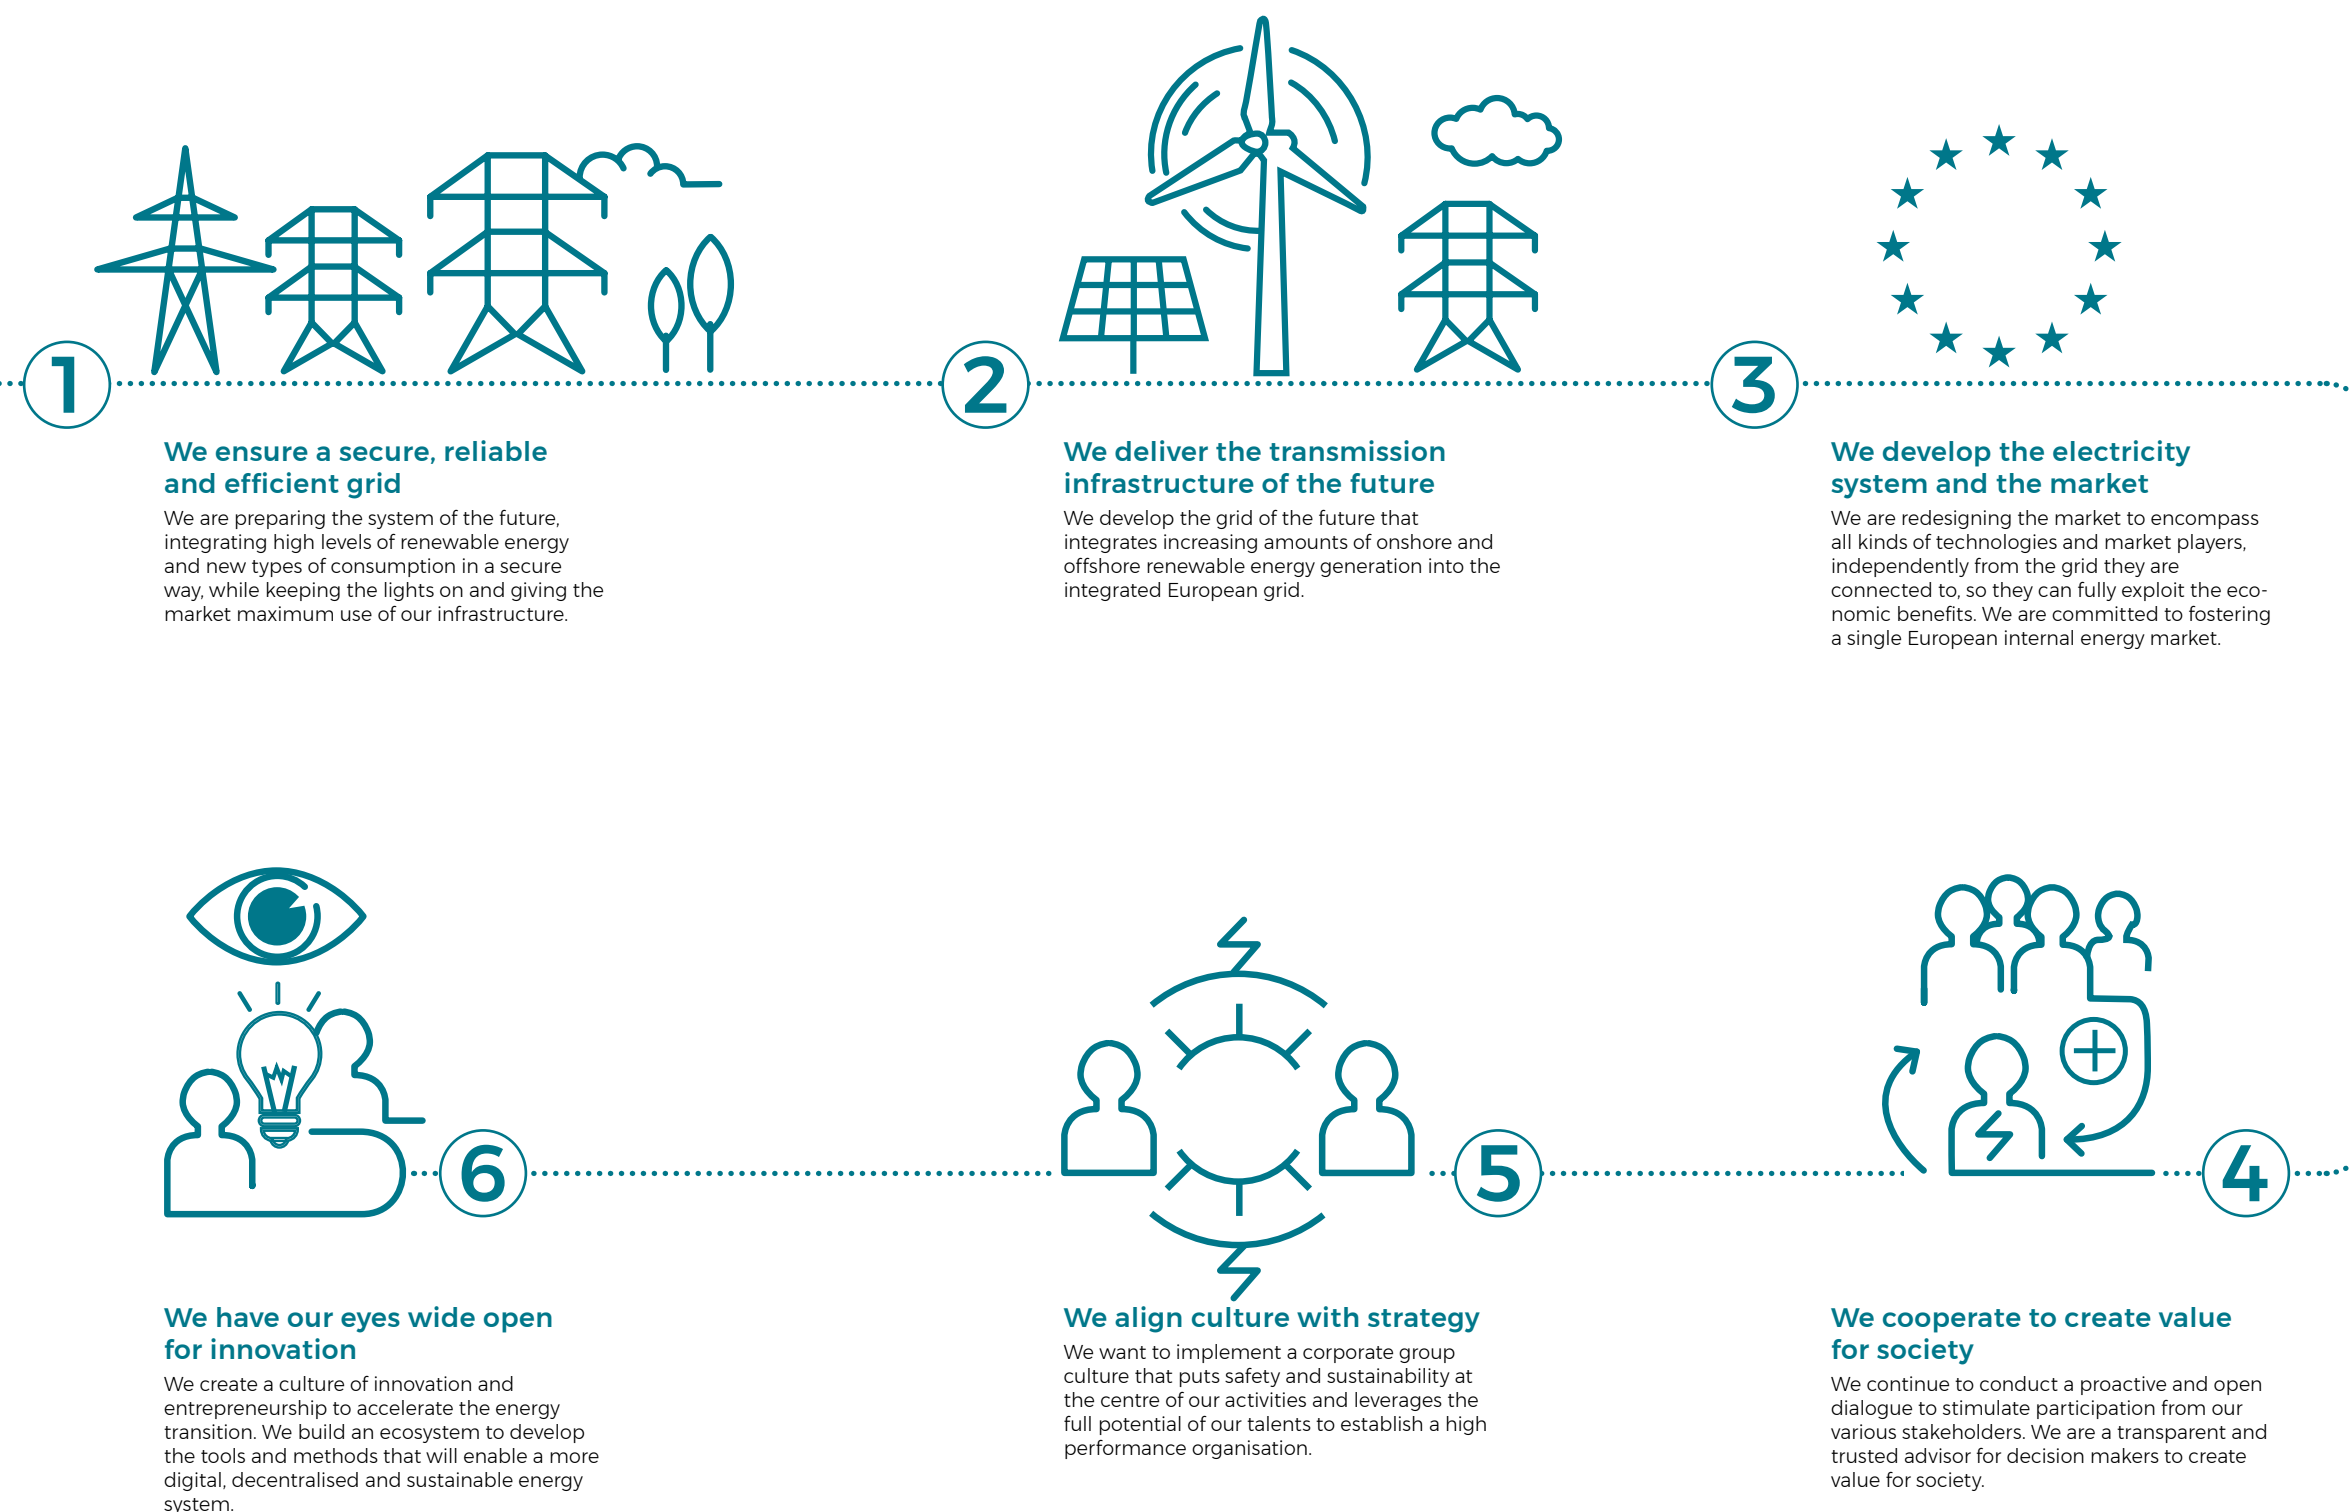 1
We ensure a secure, reliable
and efficient grid
We are preparing the system of the future,
integrating high levels of renewable energy
and new types of consumption in a secure
way, while keeping the lights on and giving the
market maximum use of our infrastructure.
2
We deliver the transmission
infrastructure of the future
We develop the grid of the future that
integrates increasing amounts of onshore and
offshore renewable energy generation into the
integrated European grid.
3
We develop the electricity
system and the market
We are redesigning the market to encompass
all kinds of technologies and market players,
independently from the grid they are
connected to, so they can fully exploit the eco-
nomic benefits. We are committed to fostering
a single European internal energy market.
4
We cooperate to create value
for society
We continue to conduct a proactive and open
dialogue to stimulate participation from our
various stakeholders. We are a transparent and
trusted advisor for decision makers to create
value for society.
5
We align culture with strategy
We want to implement a corporate group
culture that puts safety and sustainability at
the centre of our activities and leverages the
full potential of our talents to establish a high
performance organisation.
6
We have our eyes wide open
for innovation
We create a culture of innovation and
entrepreneurship to accelerate the energy
transition. We build an ecosystem to develop
the tools and methods that will enable a more
digital, decentralised and sustainable energy
system.